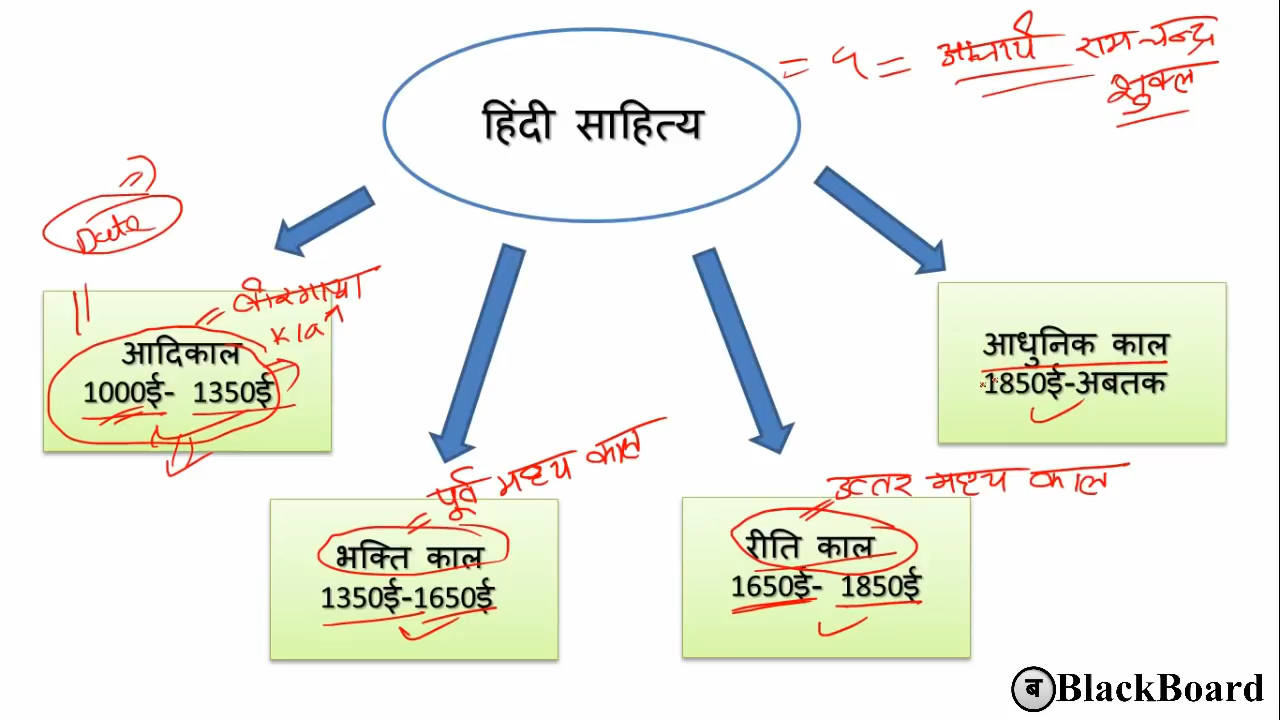 हिंदी साहित्य
= ५ = आचार्य रामचन्द्र
शुक्ल
Date
वीरगाथा
आदिकाल
1000ई- 1350ई
आधुनिक काल
1850ई-अबतक
पूर्व मध्य काल
भक्ति काल
1350ई-1650ई
उत्तर मध्य काल
रीति काल
1650ई- 1850ई
ब BlackBoard